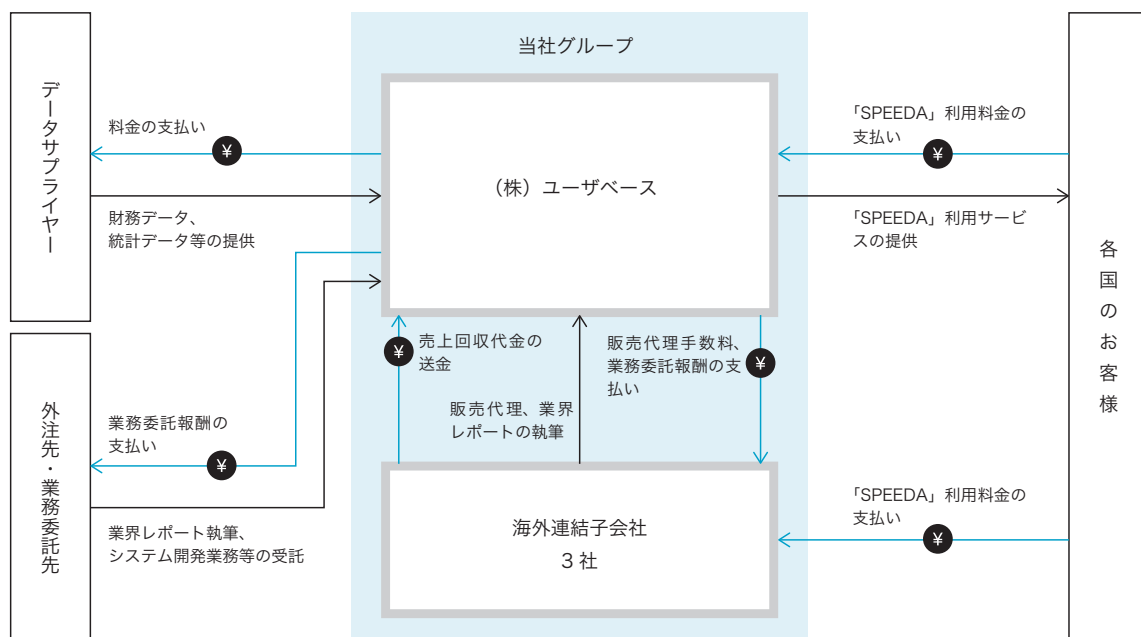 当社グループ
データサプライヤー
料金の支払い
¥
財務データ、
統計データ等の提供
（株）ユーザベース
「SPEEDA」利用料金の
支払い
¥
「SPEEDA」利用サービ
スの提供
各国のお客様
外注先・業務委託先
業務委託報酬の
支払い
¥
業界レポート執筆、
システム開発業務等の受託
¥
売上回収代金の
送金
販売代理、業界
レポートの執筆
販売代理手数料、
業務委託報酬の支
払い
¥
海外連結子会社
3 社
「SPEEDA」利用料金の
支払い
¥